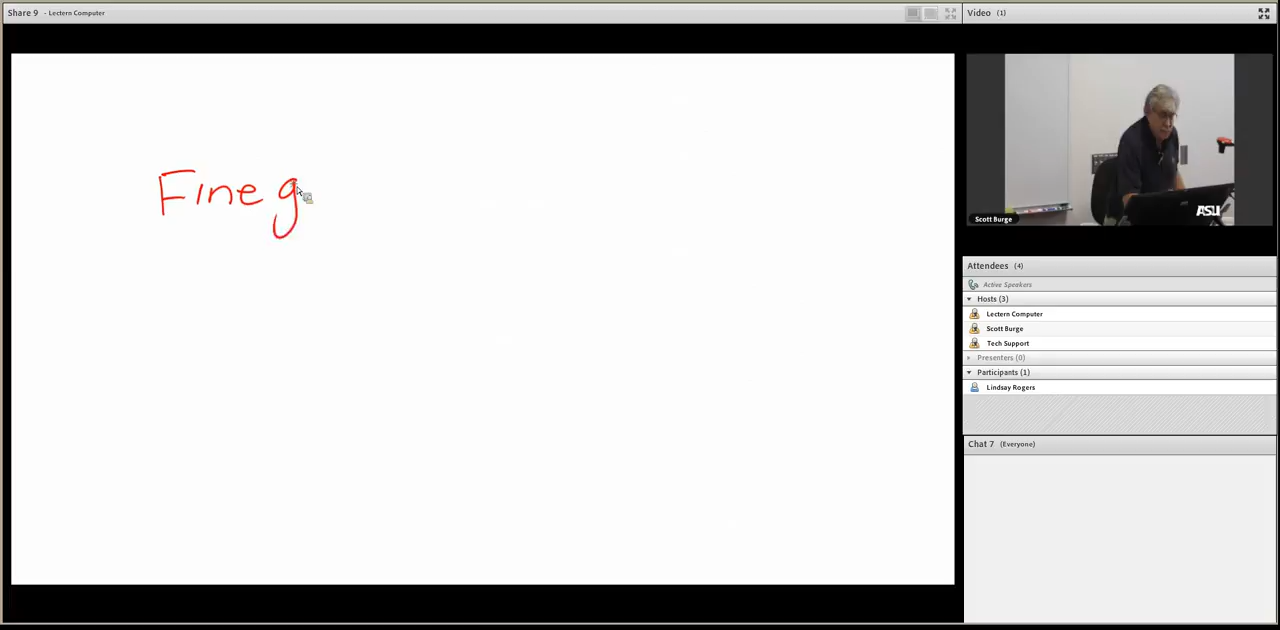 Share 9 - Lectern Computer
Video (1)
Fine g
ASU
Scott Burge
Attendees (4)
Active Speakers
Hosts (3)
Lectern Computer
Scott Burge
Tech Support
Presenters (0)
Participants (1)
Lindsay Rogers
Chat 7 (Everyone)